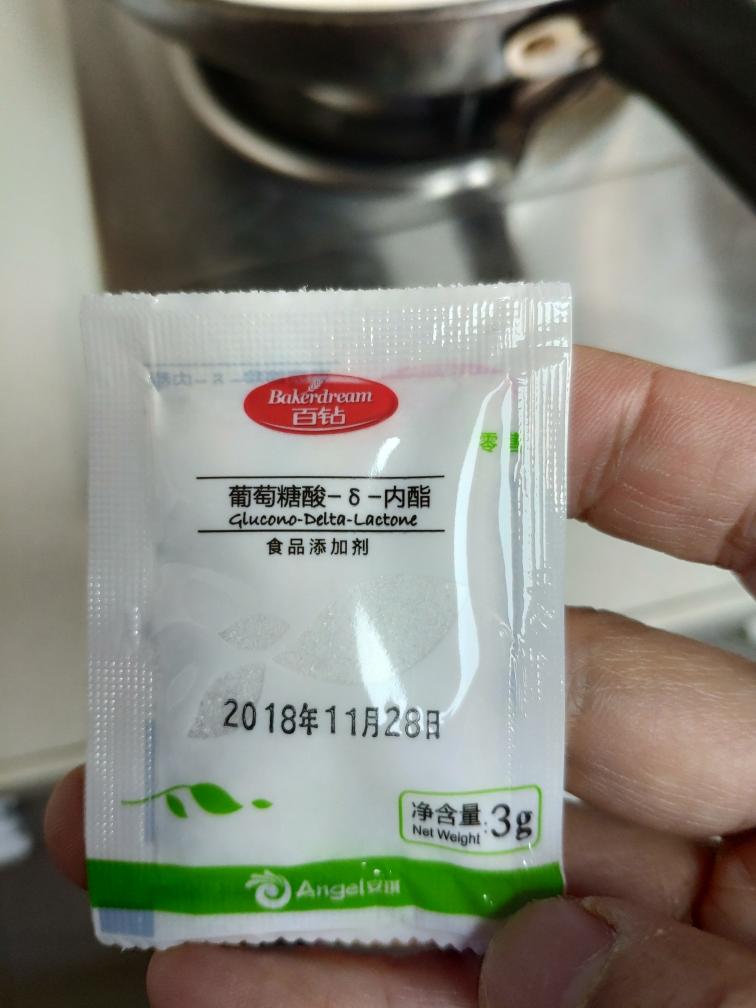 Bakerdream
百钻
葡萄糖酸-δ-内酯
Glucono-Delta-Lactone
食品添加剂
2018年11月28日
净含量:3g
Net Weight
Angel安琪